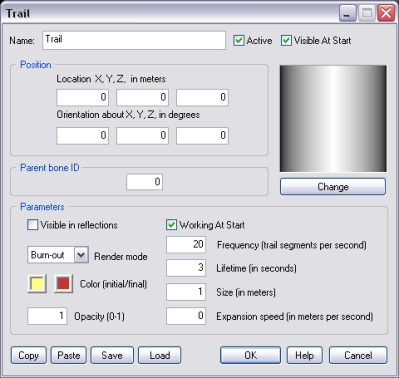 Trail
Name: Trail Active Visible At Start
Position
Location X, Y, Z, in meters
0 0 0
Orientation about X, Y, Z, in degrees
0 0 0
Parent bone ID
0
Change
Parameters
Visible in reflections Working At Start
Burn-out Render mode 20 Frequency (trail segments per second)
3 Lifetime (in seconds)
Color (initial/final) 1 Size (in meters)
1 Opacity (0-1) 0 Expansion speed (in meters per second)
Copy Paste Save Load OK Help Cancel